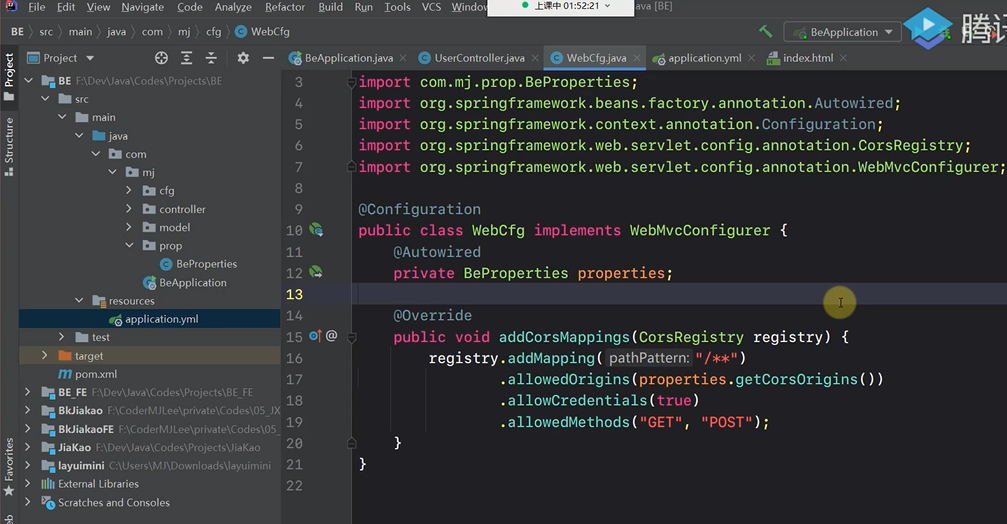 File Edit View Navigate Code Analyze Refactor Build Run Tools VCS Window
上课中 01:52:21
java [BE]
BE src main java com mj cfg WebCfg
BeApplication
腾讯
Project
BeApplication.java UserController.java WebCfg.java application.yml index.html
BE F:\Dev\Java\Codes\Projects\BE
src
main
java
com
mj
cfg
controller
model
prop
BeProperties
BeApplication
resources
application.yml
test
target
pom.xml
BE_FE F:\Dev\Java\Codes\Projects\BE_FE
BkJiakao F:\CoderMJLee\private\Codes\05_JX
BkJiakaoFE F:\CoderMJLee\private\Codes\05_
JiaKao F:\Dev\Java\Codes\Projects\JiaKao
layuimini C:\Users\MJ\Downloads\layuimini
External Libraries
Scratches and Consoles
Project
Structure
Favorites
3 import com.mj.prop.BeProperties;
4 import org.springframework.beans.factory.annotation.Autowired;
5 import org.springframework.context.annotation.Configuration;
6 import org.springframework.web.servlet.config.annotation.CorsRegistry;
7 import org.springframework.web.servlet.config.annotation.WebMvcConfigurer;
8
9 @Configuration
10 public class WebCfg implements WebMvcConfigurer {
11 @Autowired
12 private BeProperties properties;
13
14 @Override
15 @ public void addCorsMappings(CorsRegistry registry) {
16 registry.addMapping( pathPattern: "/**")
17 .allowedOrigins(properties.getCorsOrigins())
18 .allowCredentials(true)
19 .allowedMethods("GET", "POST");
20 }
21 }
22